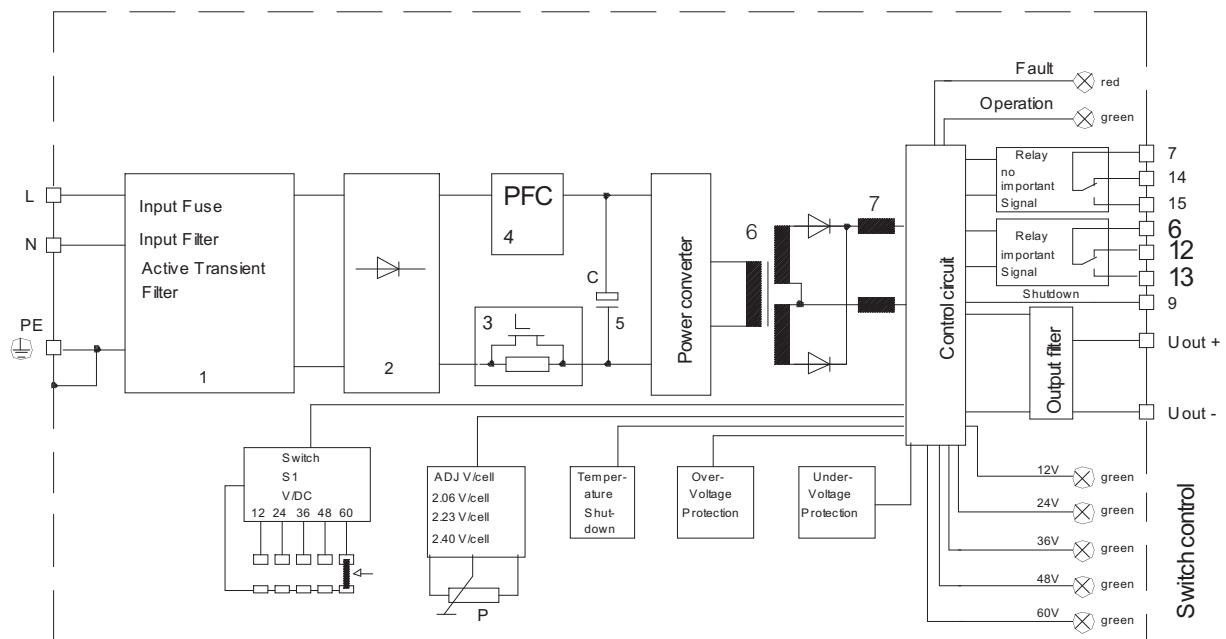 Fault
red
Operation
green
L
N
PE
Input Fuse
Input Filter
Active Transient
Filter
1
2
PFC
4
3
C
5
Power converter
6
7
Control circuit
Relay
no
important
Signal
7
14
15
Relay
important
Signal
6
12
13
Shutdown
9
Output filter
Uout +
Uout -
Switch
S1
V/DC
12 24 36 48 60
ADJ V/cell
2.06 V/cell
2.23 V/cell
2.40 V/cell
P
Temper-
ature
Shut-
down
Over-
Voltage
Protection
Under-
Voltage
Protection
12V
green
24V
green
36V
green
48V
green
60V
green
Switch control